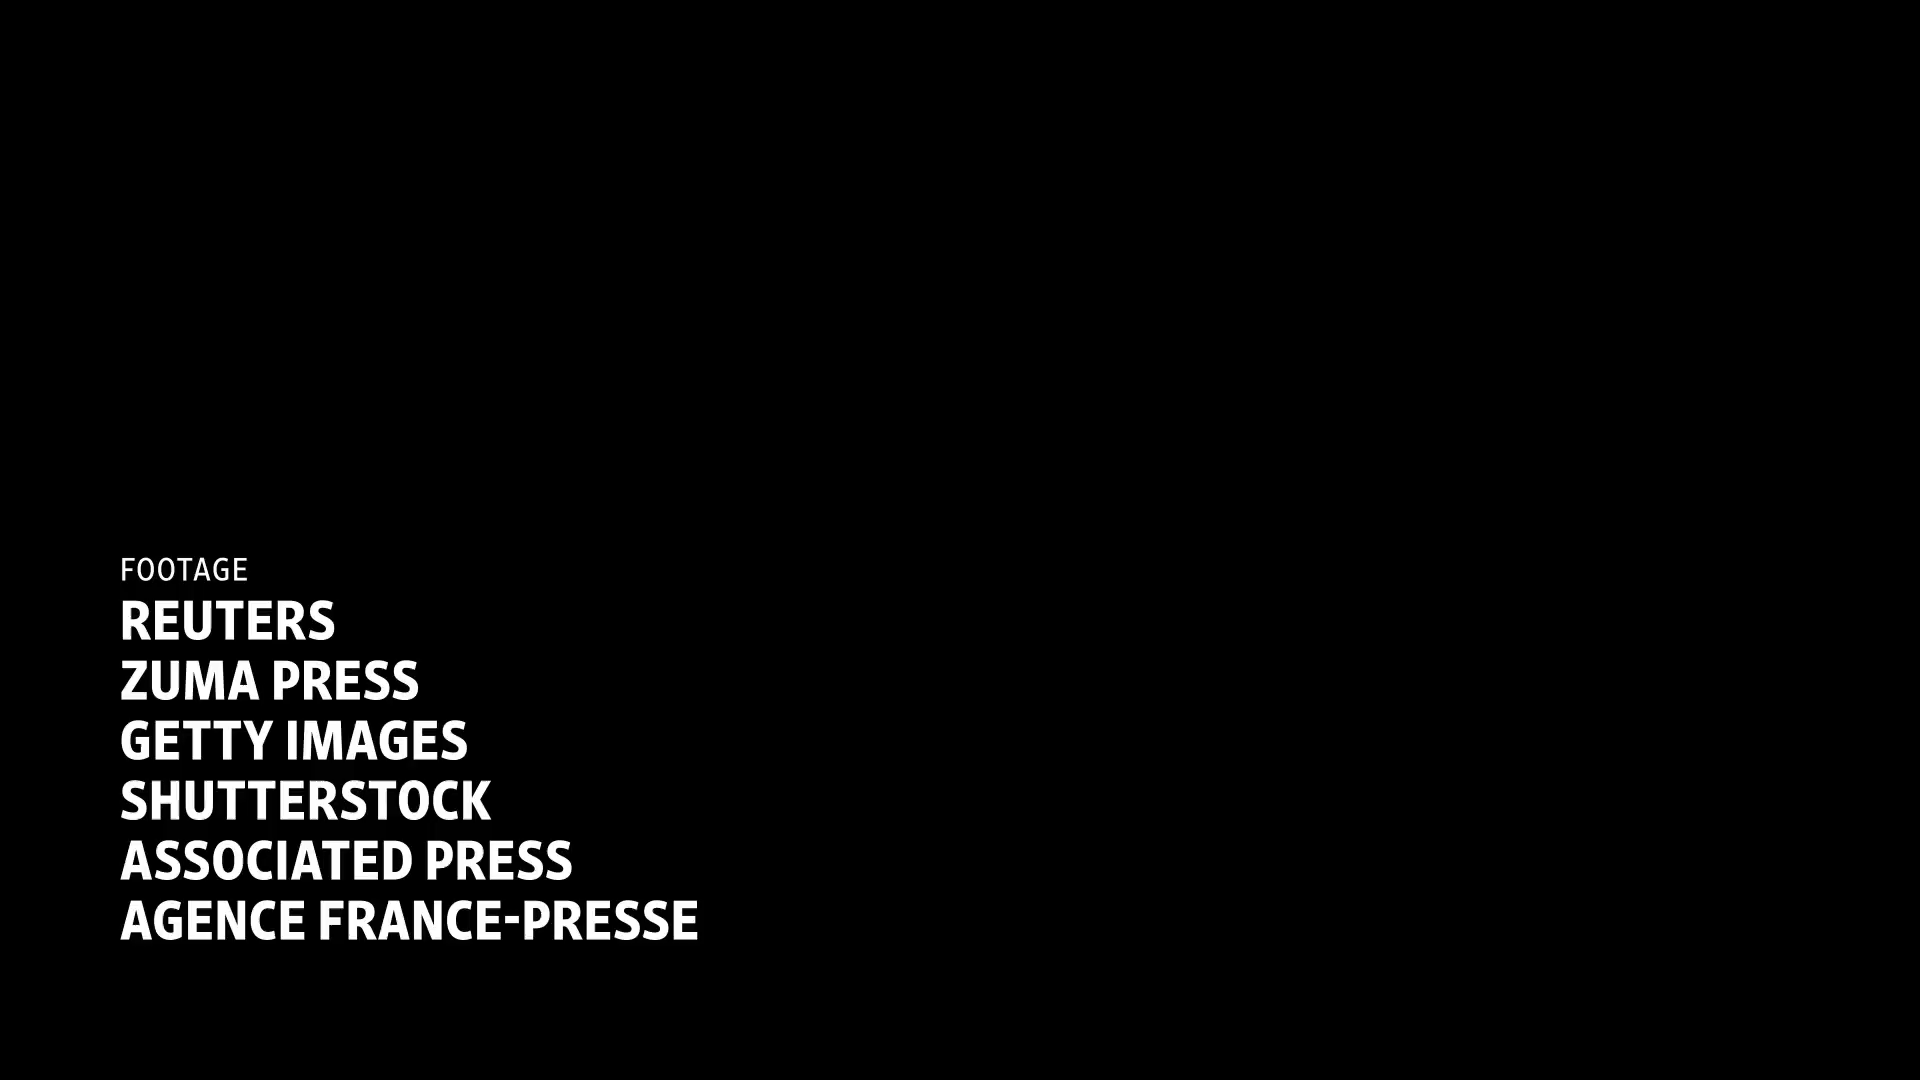 FOOTAGE
REUTERS
ZUMA PRESS
GETTY IMAGES
SHUTTERSTOCK
ASSOCIATED PRESS
AGENCE FRANCE-PRESSE